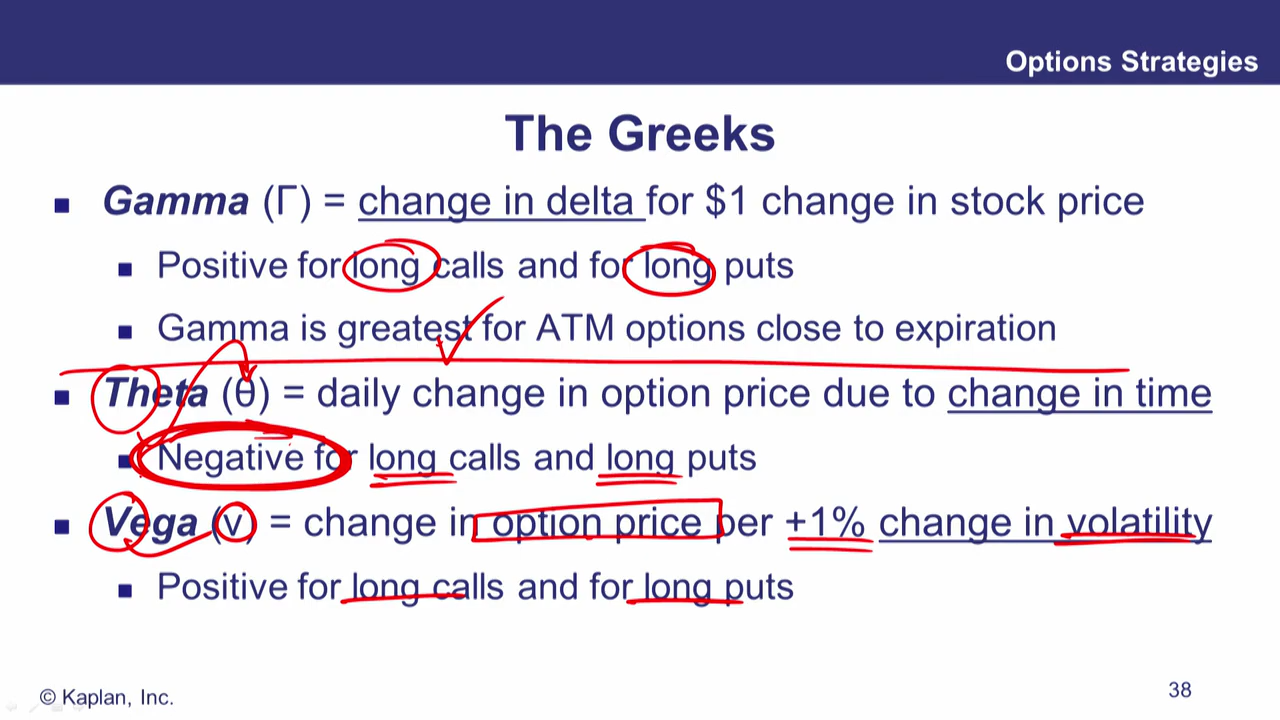 Options Strategies
The Greeks
Gamma (Γ) = change in delta for $1 change in stock price
Positive for long calls and for long puts
Gamma is greatest for ATM options close to expiration
Theta (θ) = daily change in option price due to change in time
Negative for long calls and long puts
Vega (v) = change in option price per +1% change in volatility
Positive for long calls and for long puts
© Kaplan, Inc.
38